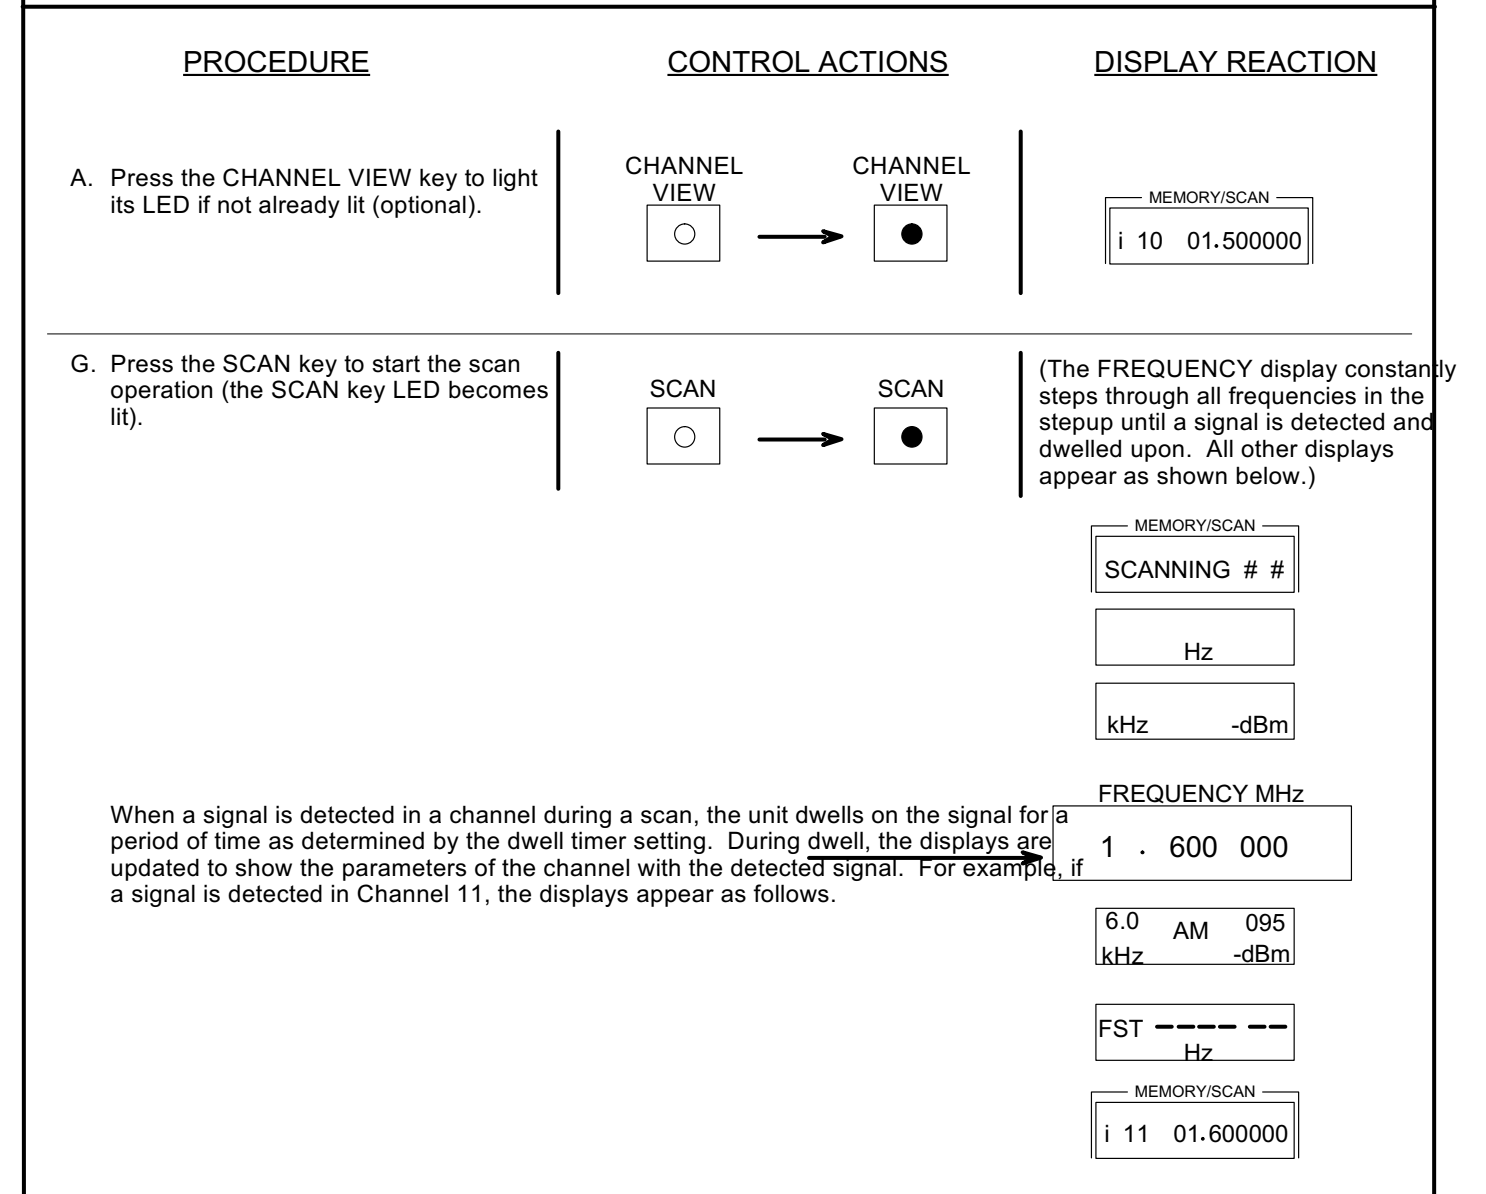 PROCEDURE
CONTROL ACTIONS
DISPLAY REACTION
A. Press the CHANNEL VIEW key to light
its LED if not already lit (optional).
CHANNEL
VIEW
CHANNEL
VIEW
MEMORY/SCAN
i 10 01.500000
G. Press the SCAN key to start the scan
operation (the SCAN key LED becomes
lit).
SCAN
SCAN
(The FREQUENCY display constantly
steps through all frequencies in the
stepup until a signal is detected and
dwelled upon. All other displays
appear as shown below.)
MEMORY/SCAN
SCANNING # #
Hz
kHz -dBm
When a signal is detected in a channel during a scan, the unit dwells on the signal for a
period of time as determined by the dwell timer setting. During dwell, the displays are
updated to show the parameters of the channel with the detected signal. For example, if
a signal is detected in Channel 11, the displays appear as follows.
FREQUENCY MHz
1 . 600 000
6.0 AM 095
kHz -dBm
FST ---- --
Hz
MEMORY/SCAN
i 11 01.600000